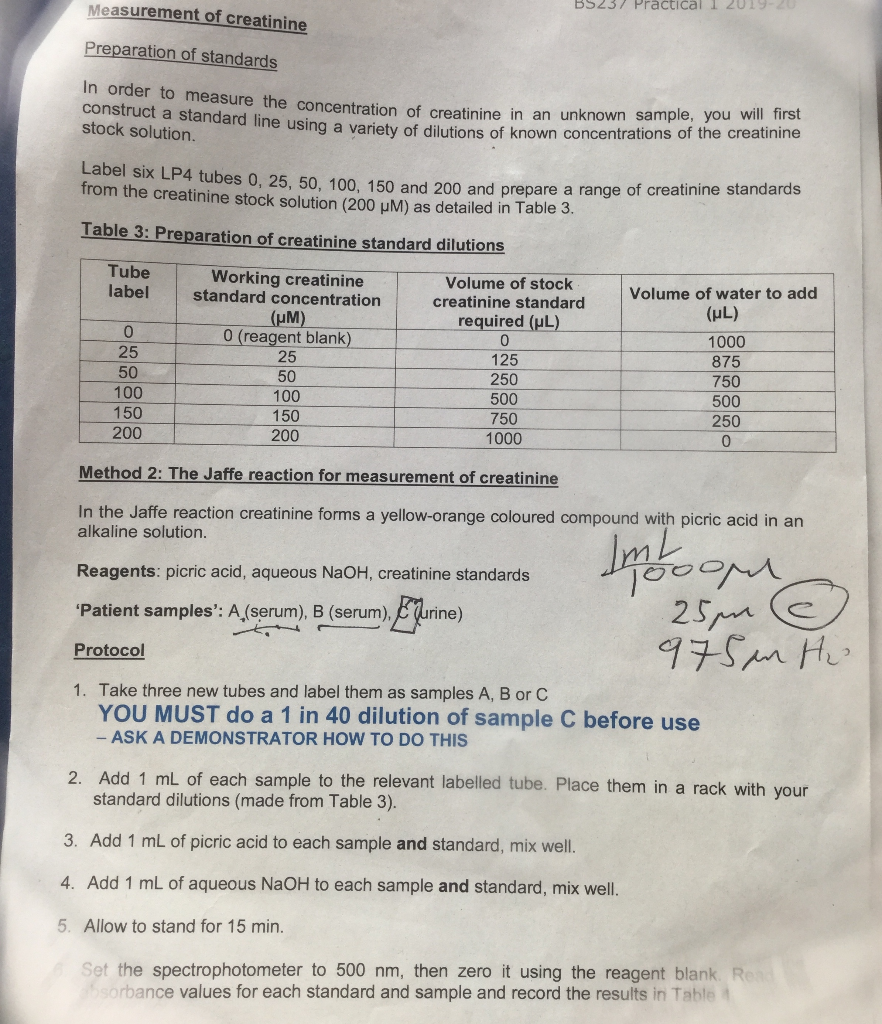 BS237 Practical 1 2019-20
Measurement of creatinine
Preparation of standards
In order to measure the concentration of creatinine in an unknown sample, you will first
construct a standard line using a variety of dilutions of known concentrations of the creatinine
stock solution.
Label six LP4 tubes 0, 25, 50, 100, 150 and 200 and prepare a range of creatinine standards
from the creatinine stock solution (200 µM) as detailed in Table 3.
Table 3: Preparation of creatinine standard dilutions
Tube label | Working creatinine standard concentration (µM) | Volume of stock creatinine standard required (µL) | Volume of water to add (µL)
0 | 0 (reagent blank) | 0 | 1000
25 | 25 | 125 | 875
50 | 50 | 250 | 750
100 | 100 | 500 | 500
150 | 150 | 750 | 250
200 | 200 | 1000 | 0
Method 2: The Jaffe reaction for measurement of creatinine
In the Jaffe reaction creatinine forms a yellow-orange coloured compound with picric acid in an
alkaline solution.
1mL
1000µl
Reagents: picric acid, aqueous NaOH, creatinine standards
'Patient samples': A (serum), B (serum), C (urine)
25 C
975 H2
Protocol
1. Take three new tubes and label them as samples A, B or C
YOU MUST do a 1 in 40 dilution of sample C before use
– ASK A DEMONSTRATOR HOW TO DO THIS
2. Add 1 mL of each sample to the relevant labelled tube. Place them in a rack with your
standard dilutions (made from Table 3).
3. Add 1 mL of picric acid to each sample and standard, mix well.
4. Add 1 mL of aqueous NaOH to each sample and standard, mix well.
5. Allow to stand for 15 min.
6 Set the spectrophotometer to 500 nm, then zero it using the reagent blank. Read
absorbance values for each standard and sample and record the results in Table